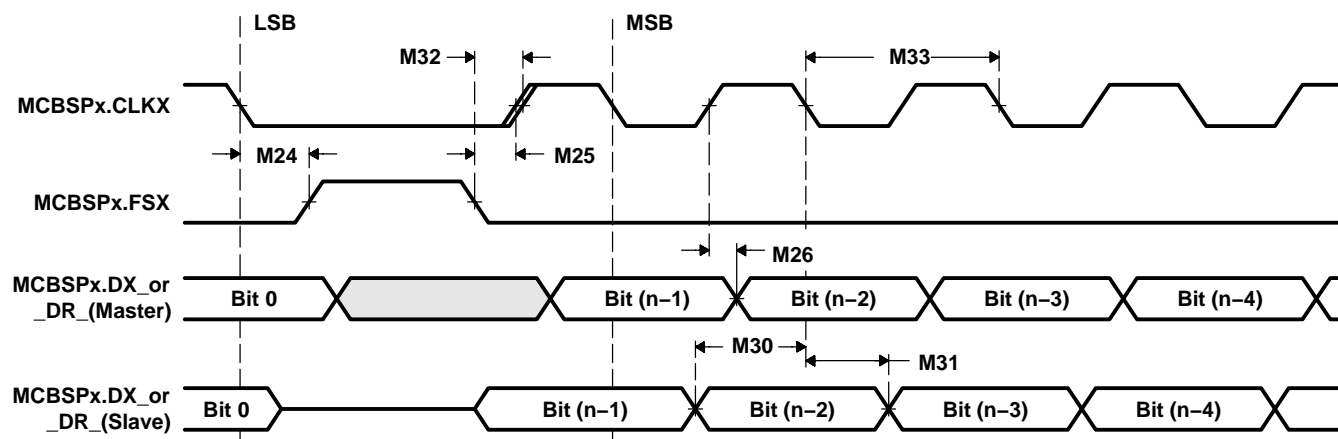 LSB
MSB
M32
M33
MCBSPx.CLKX
M24
M25
MCBSPx.FSX
M26
MCBSPx.DX_or
_DR_(Master)
Bit 0
Bit (n–1)
Bit (n–2)
Bit (n–3)
Bit (n–4)
M30
M31
MCBSPx.DX_or
_DR_(Slave)
Bit 0
Bit (n–1)
Bit (n–2)
Bit (n–3)
Bit (n–4)